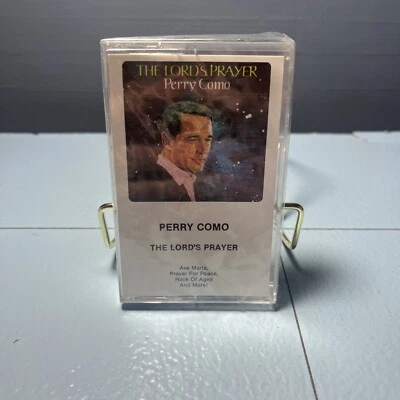 THE LORD'S PRAYER
Perry Como
PERRY COMO
THE LORD'S PRAYER
Ave Maria,
Prayer For Peace,
Rock Of Ages
And More!